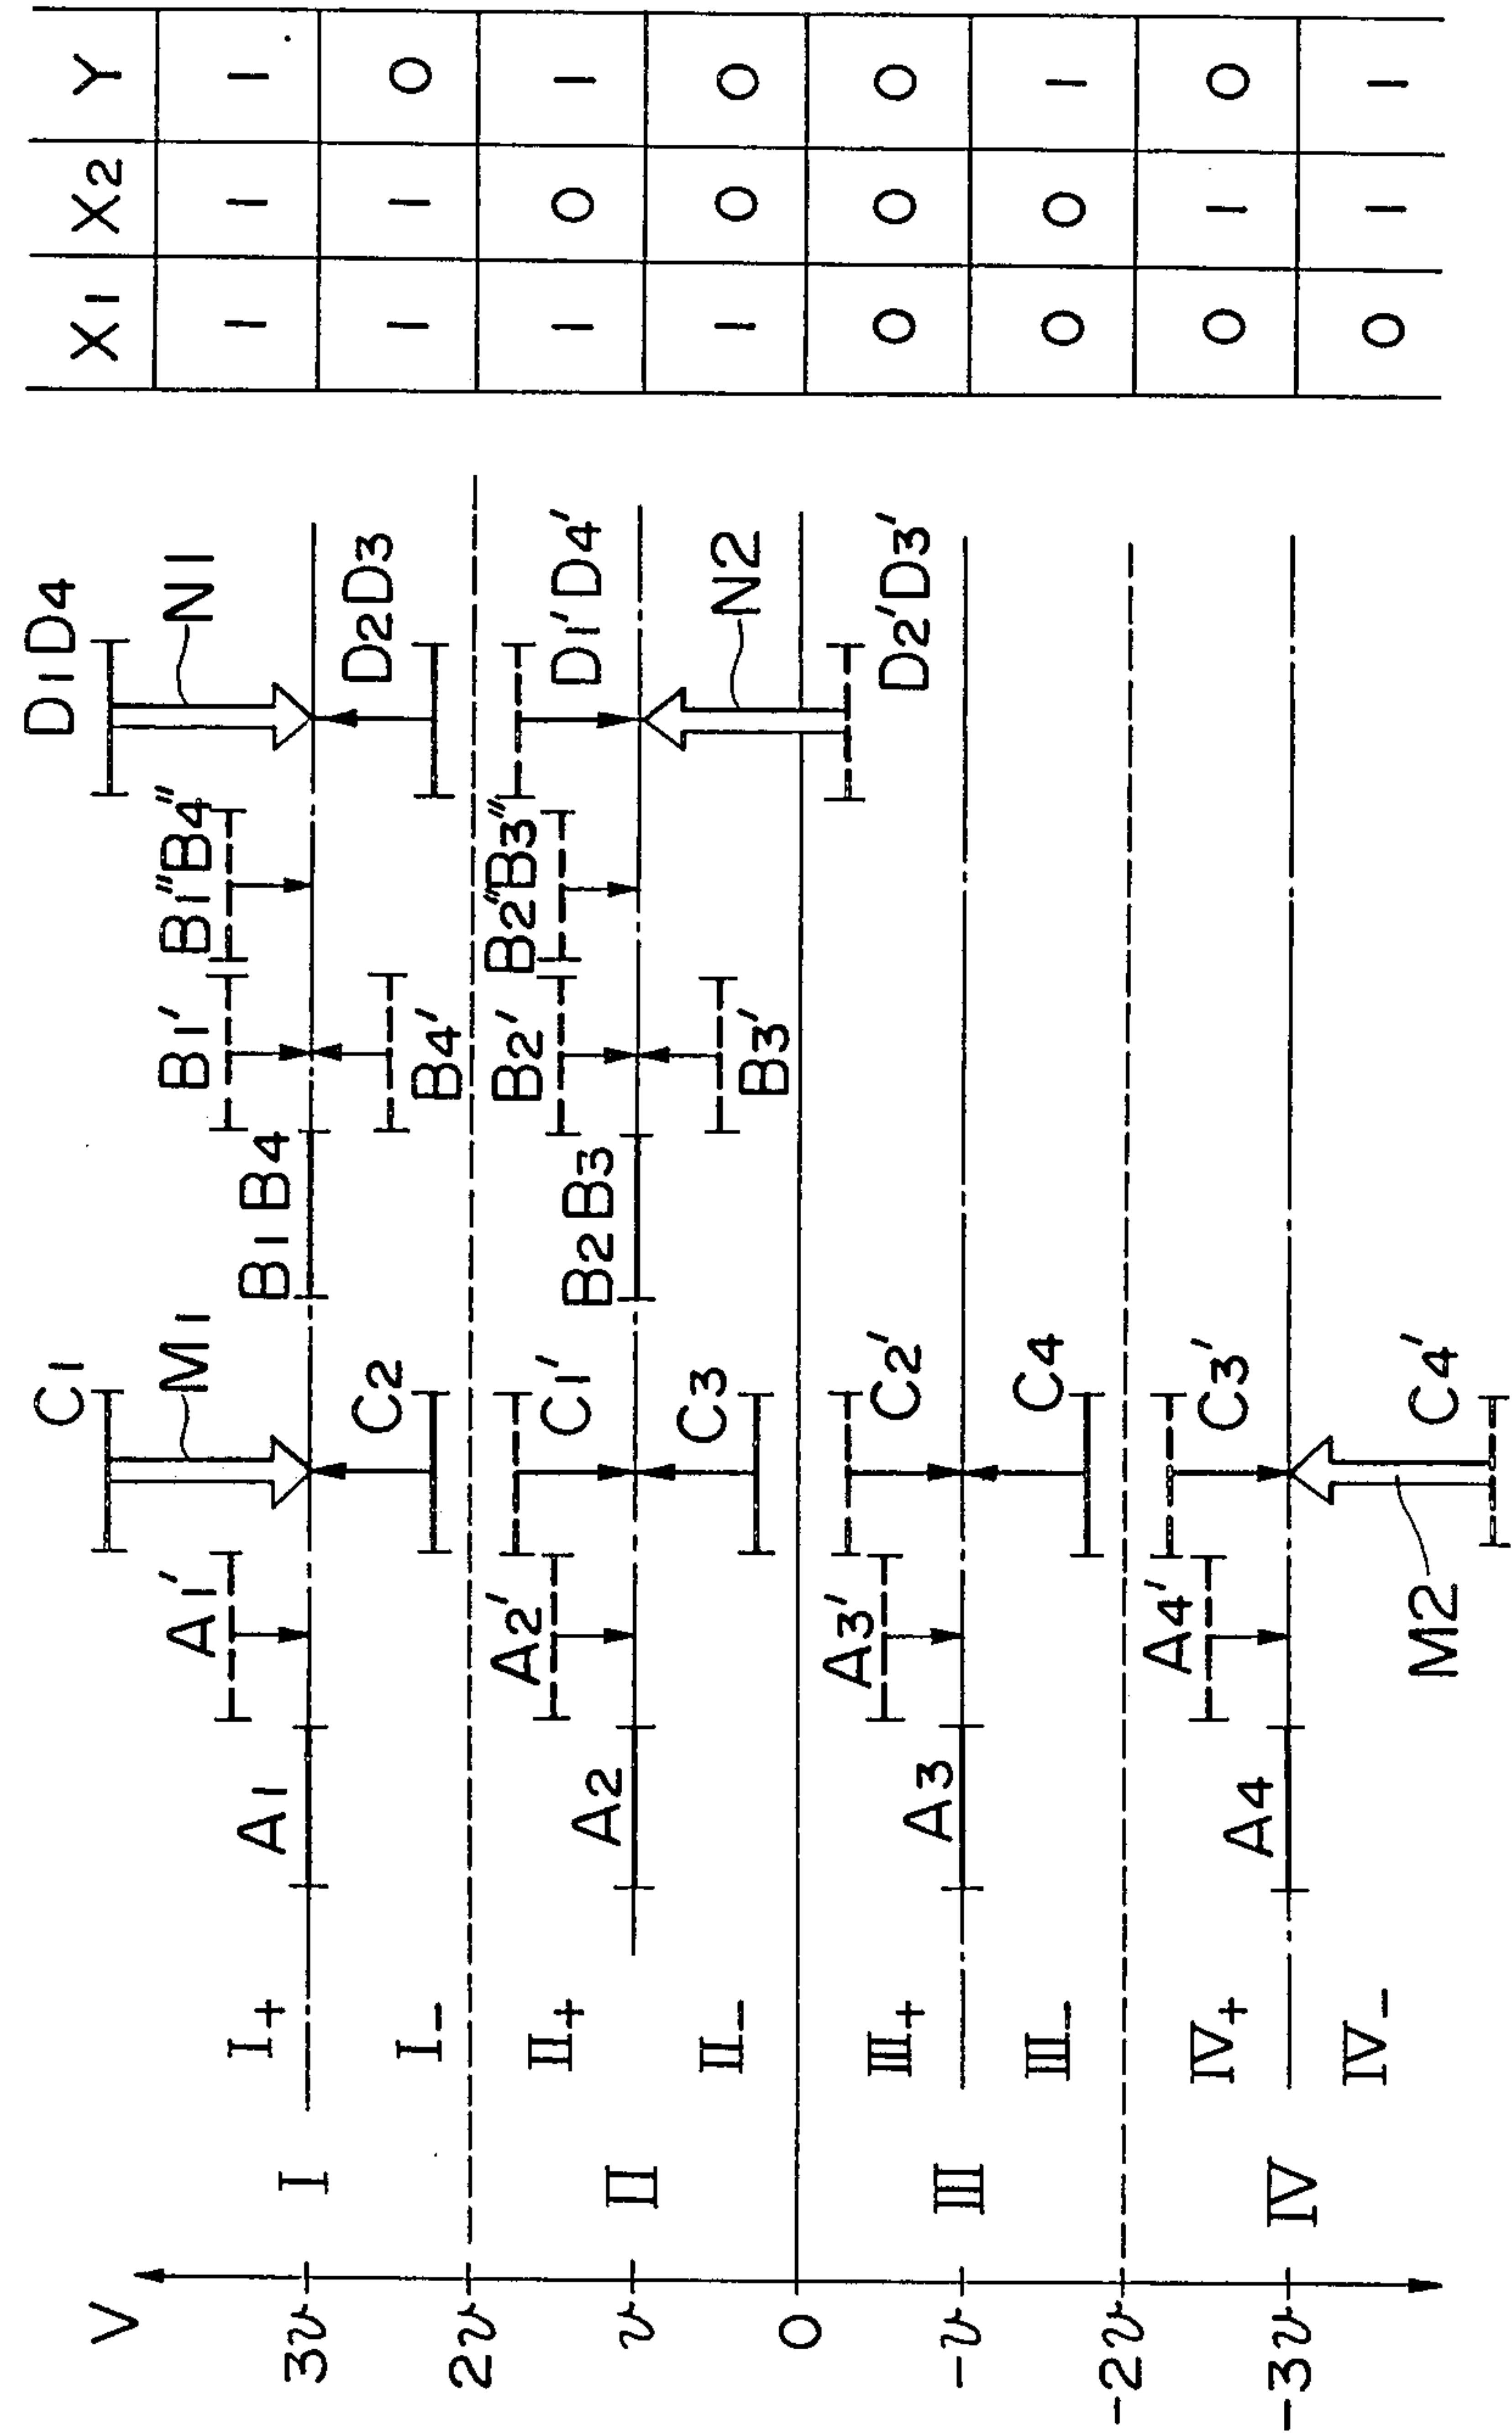 V C1 D1D4 X1 X2 Y
A1' M1 B1' B1''B4'' N1
I+ A1 B1B4 1 1 1
3v I
I- C2 B4' D2D3 1 1 0
2v
II+ A2' C1' B2' B2''B3'' D1'D4' 1 0 1
v II A2 B2B3
II- C3 B3' N2 1 0 0
0
III+ A3' C2' D2'D3' 0 0 0
-v III A3
III- C4 0 0 1
-2v
IV+ A4' C3' 0 1 0
-3v IV A4
IV- M2 C4' 0 1 1